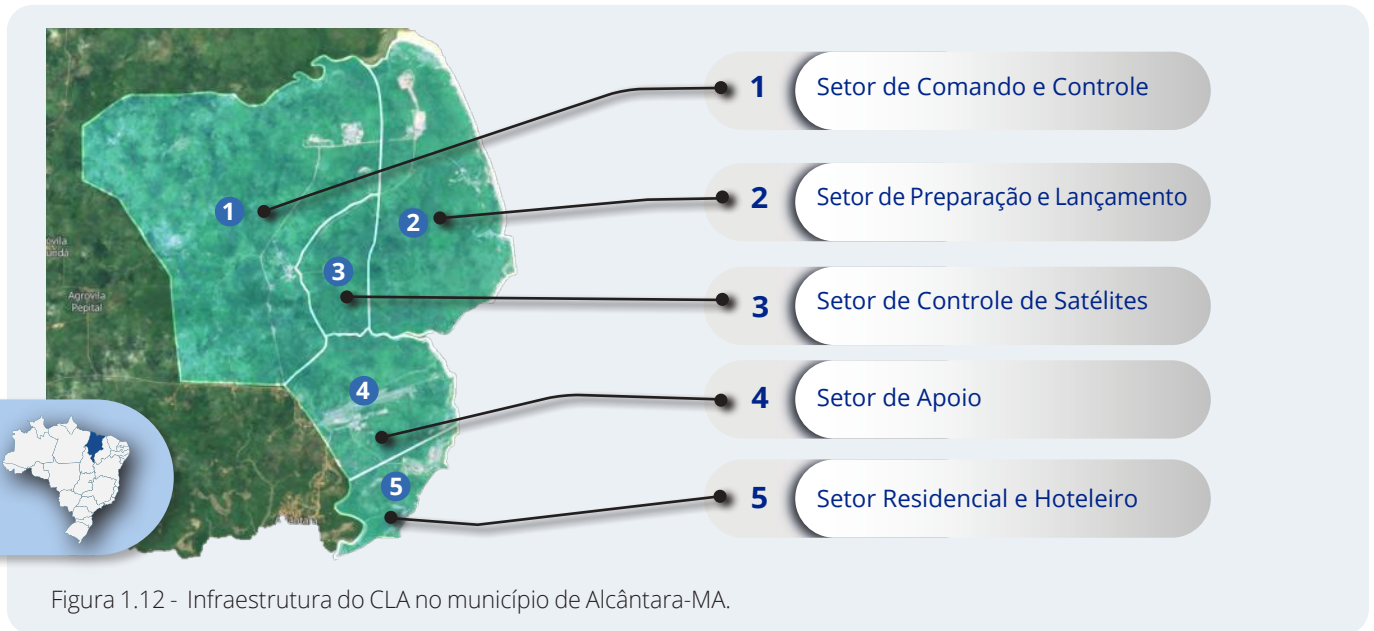 1 Setor de Comando e Controle
2 Setor de Preparação e Lançamento
3 Setor de Controle de Satélites
4 Setor de Apoio
5 Setor Residencial e Hoteleiro
1
2
3
4
5
Agrovila
Pepital
Figura 1.12 - Infraestrutura do CLA no município de Alcântara-MA.